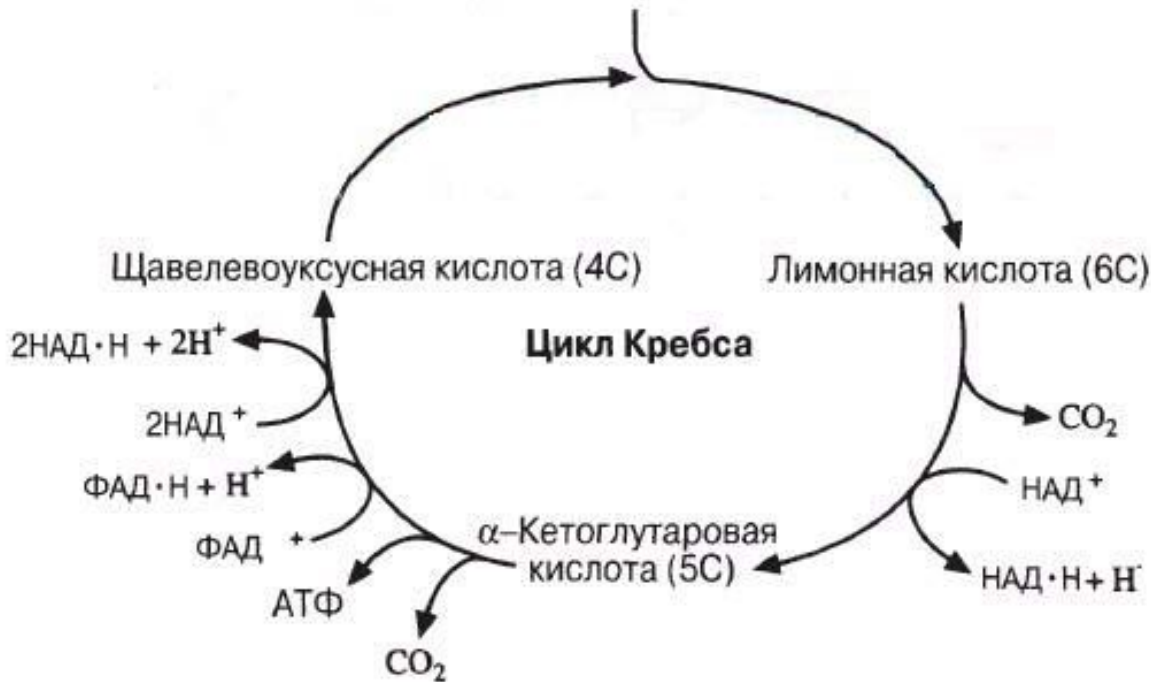 Щавелевоуксусная кислота (4С)
Лимонная кислота (6С)
Цикл Кребса
2НАД·Н + 2H⁺
2НАД⁺
ФАД·Н + H⁺
ФАД ⁺
АТФ
CO₂
α–Кетоглутаровая
кислота (5С)
CO₂
НАД⁺
НАД·Н + H⁻